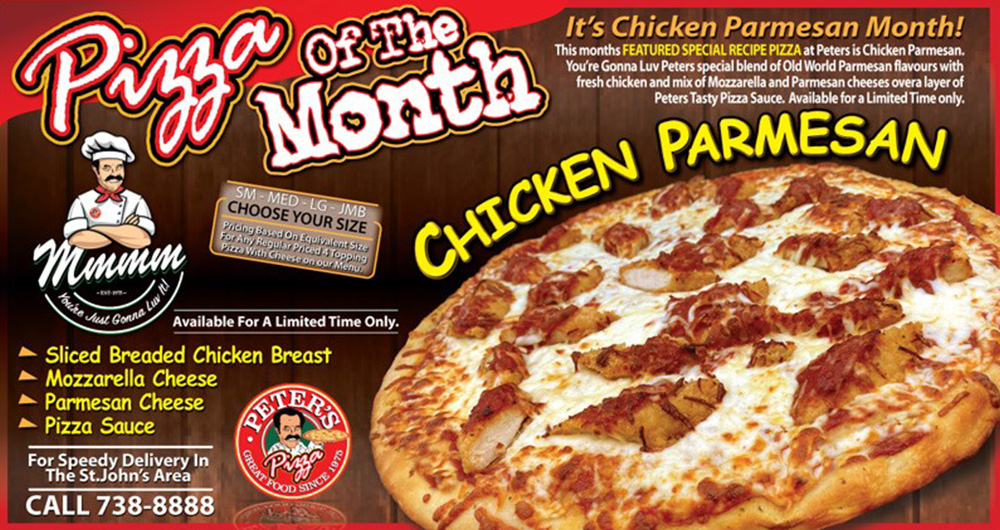 Pizza
Of The
Month
It's Chicken Parmesan Month!
This months FEATURED SPECIAL RECIPE PIZZA at Peters is Chicken Parmesan.
You're Gonna Luv Peters special blend of Old World Parmesan flavours with
fresh chicken and mix of Mozzarella and Parmesan cheeses overa layer of
Peters Tasty Pizza Sauce. Available for a Limited Time only.
CHICKEN PARMESAN
SM - MED - LG - JMB
CHOOSE YOUR SIZE
Pricing Based On Equivalent Size
For Any Regular Priced 4 Topping
Pizza With Cheese on our Menu.
Mmmmm
EST 1975
You're Just Gonna Luv It!
Available For A Limited Time Only.
Sliced Breaded Chicken Breast
Mozzarella Cheese
Parmesan Cheese
Pizza Sauce
PETER'S
Pizza
GREAT FOOD SINCE 1975
For Speedy Delivery In
The St.John's Area
CALL 738-8888